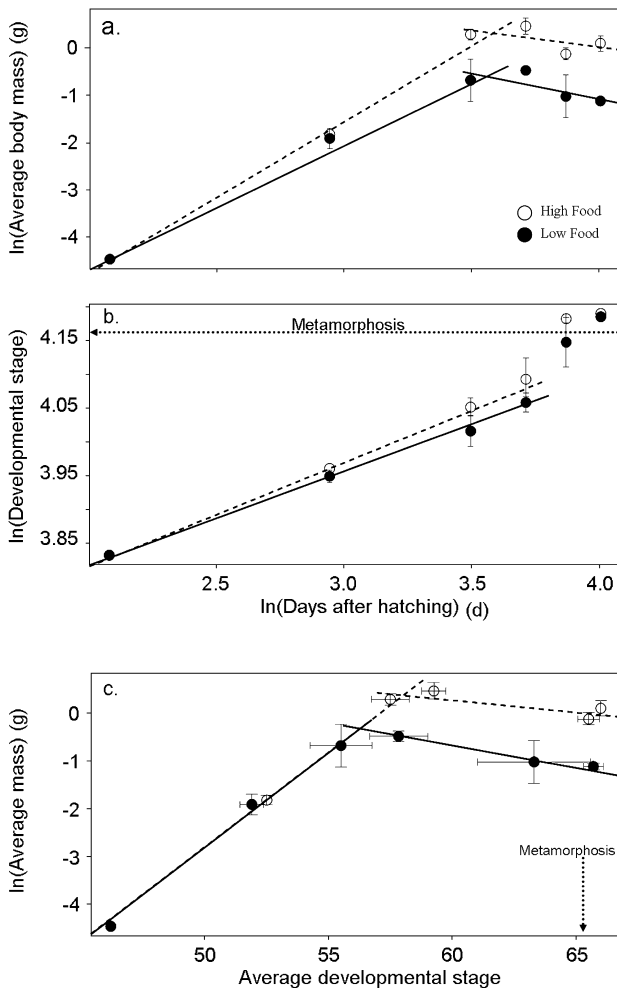 a.
ln(Average body mass) (g)
0
-1
-2
-3
-4
High Food
Low Food
b.
Metamorphosis
ln(Developmental stage)
4.15
4.05
3.95
3.85
2.5 3.0 3.5 4.0
ln(Days after hatching) (d)
c.
ln(Average mass) (g)
0
-1
-2
-3
-4
Metamorphosis
50 55 60 65
Average developmental stage